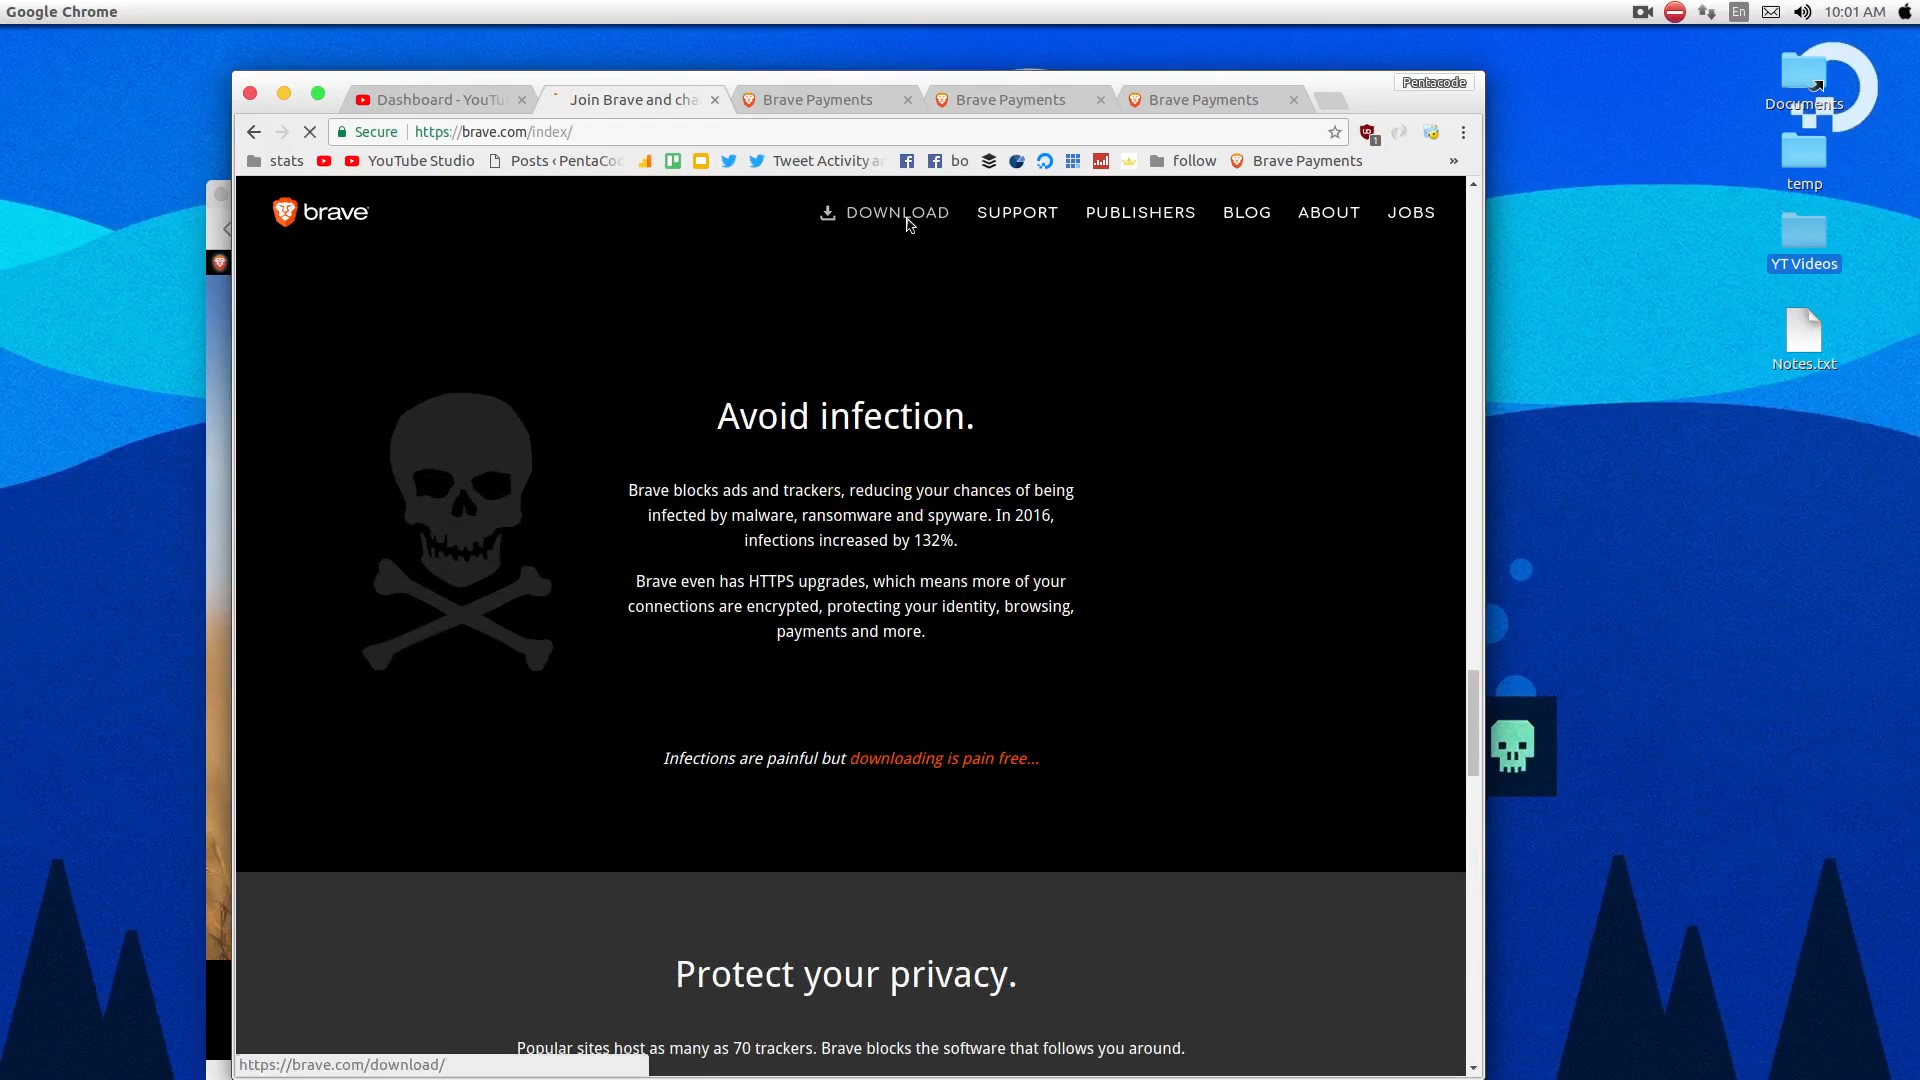 Google Chrome
En
10:01 AM
Pentacode
Dashboard - YouTu
Join Brave and cha
Brave Payments
Brave Payments
Brave Payments
Secure
https://brave.com/index/
1
stats
YouTube Studio
Posts ‹ PentaCo
Tweet Activity a
bo
follow
Brave Payments
»
brave
DOWNLOAD
SUPPORT
PUBLISHERS
BLOG
ABOUT
JOBS
Avoid infection.
Brave blocks ads and trackers, reducing your chances of being
infected by malware, ransomware and spyware. In 2016,
infections increased by 132%.
Brave even has HTTPS upgrades, which means more of your
connections are encrypted, protecting your identity, browsing,
payments and more.
Infections are painful but downloading is pain free...
Protect your privacy.
Popular sites host as many as 70 trackers. Brave blocks the software that follows you around.
https://brave.com/download/
Documents
temp
YT Videos
Notes.txt